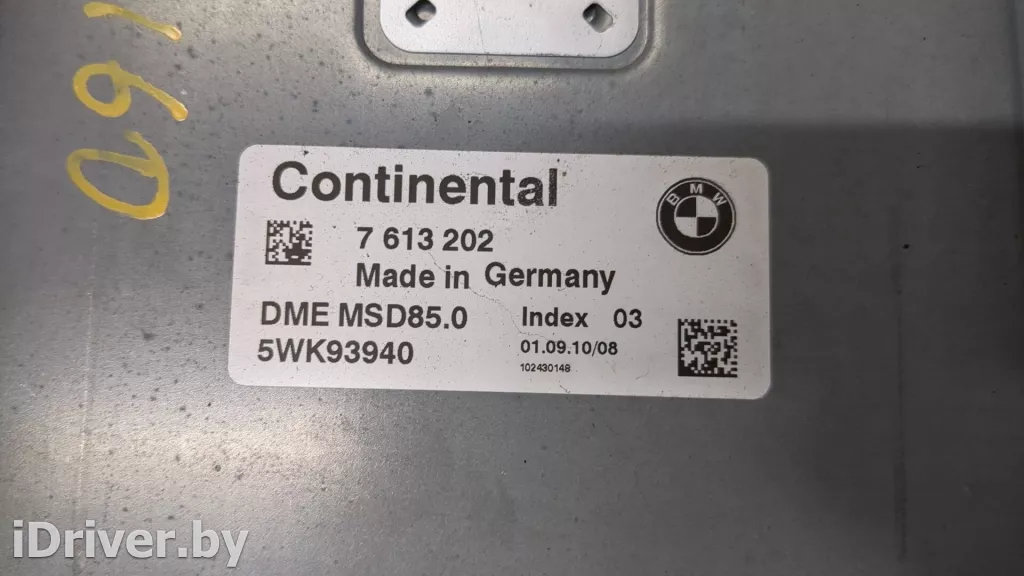 Continental
BMW
7 613 202
Made in Germany
DME MSD85.0 Index 03
5WK93940 01.09.10/08
102430148
iDriver.by